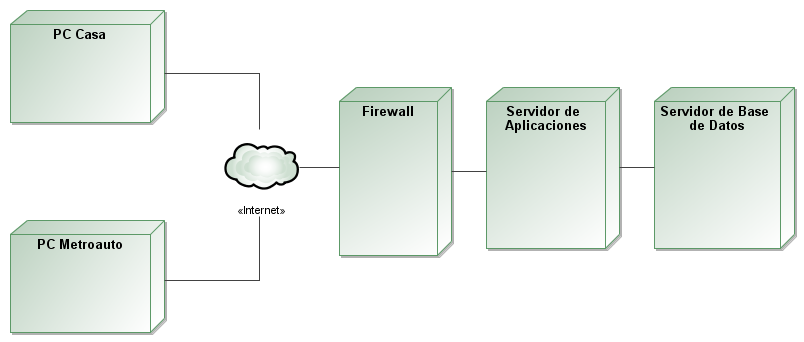 PC Casa
Firewall
Servidor de
Aplicaciones
Servidor de Base
de Datos
«Internet»
PC Metroauto